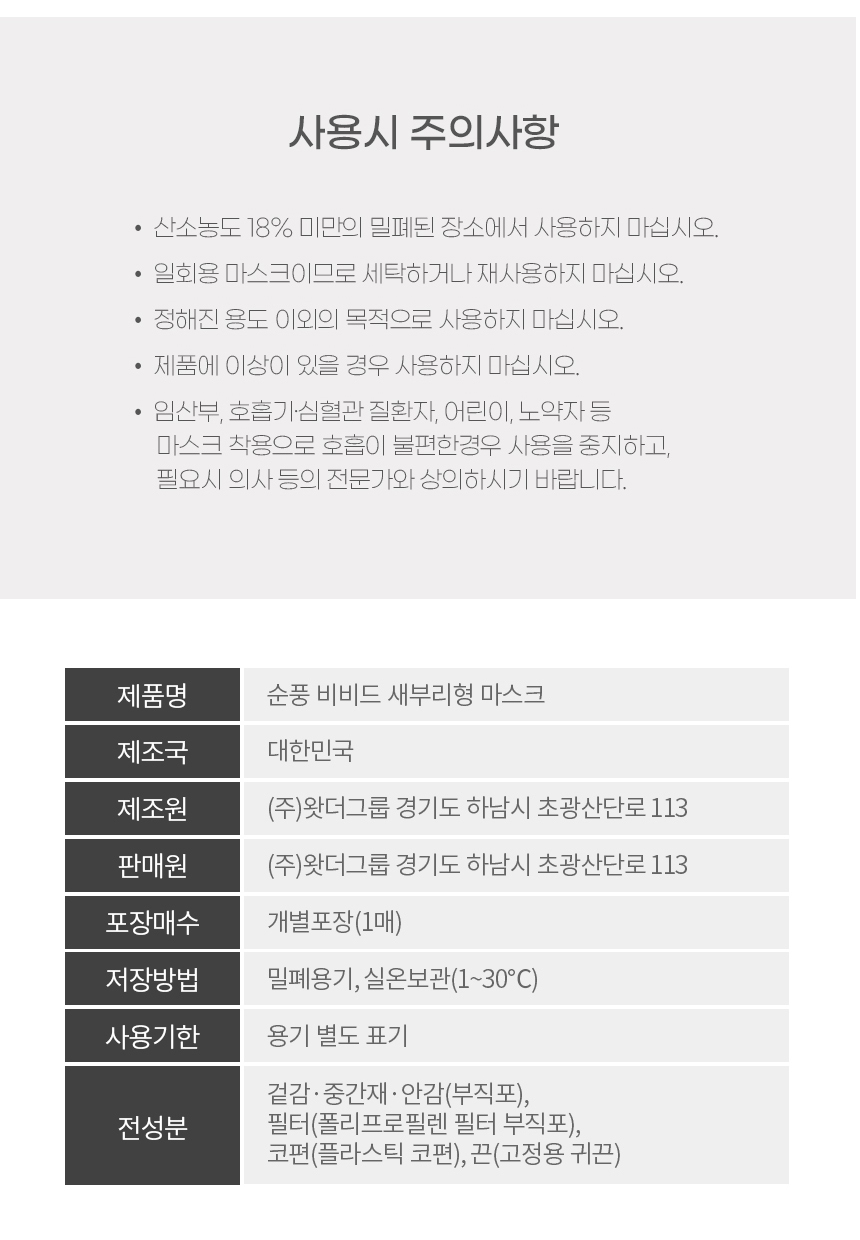 사용시 주의사항
• 산소농도 18% 미만의 밀폐된 장소에서 사용하지 마십시오.
• 일회용 마스크이므로 세탁하거나 재사용하지 마십시오.
• 정해진 용도 이외의 목적으로 사용하지 마십시오.
• 제품에 이상이 있을 경우 사용하지 마십시오.
• 임산부, 호흡기·심혈관 질환자, 어린이, 노약자 등
마스크 착용으로 호흡이 불편한경우 사용을 중지하고,
필요시 의사 등의 전문가와 상의하시기 바랍니다.
제품명 순풍 비비드 새부리형 마스크
제조국 대한민국
제조원 (주)왓더그룹 경기도 하남시 초광산단로 113
판매원 (주)왓더그룹 경기도 하남시 초광산단로 113
포장매수 개별포장(1매)
저장방법 밀폐용기, 실온보관(1~30°C)
사용기한 용기 별도 표기
전성분 겉감·중간재·안감(부직포),
필터(폴리프로필렌 필터 부직포),
코편(플라스틱 코편), 끈(고정용 귀끈)